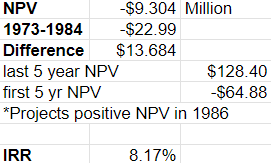 NPV -$9.304 Million
1973-1984 -$22.99
Difference $13.684
last 5 year NPV $128.40
first 5 yr NPV -$64.88
*Projects positive NPV in 1986
IRR 8.17%